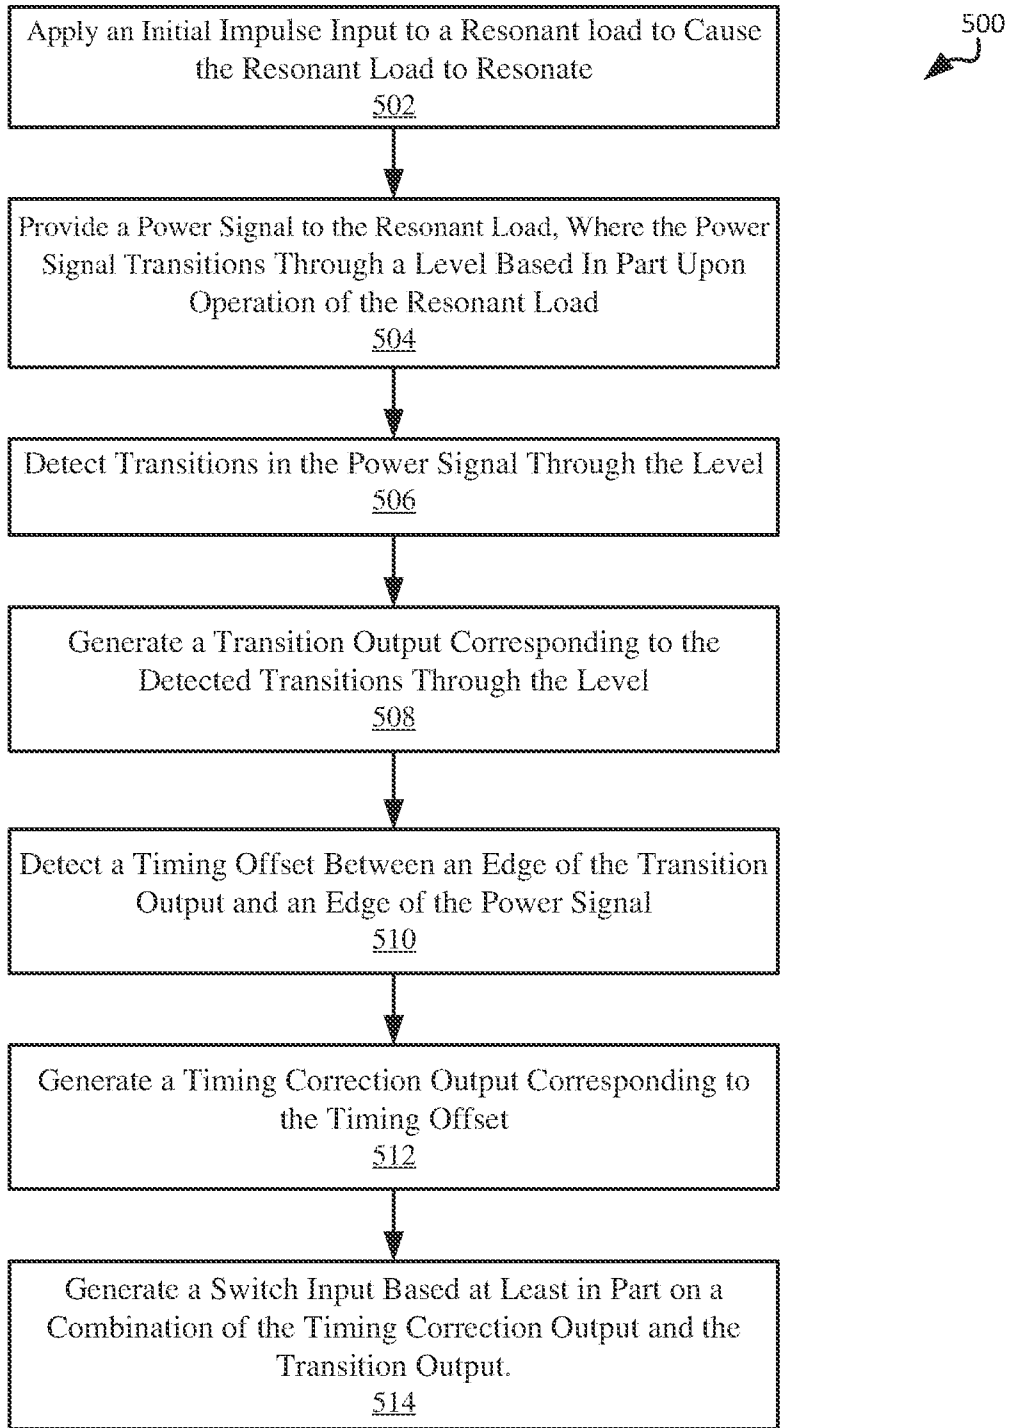 500
Apply an Initial Impulse Input to a Resonant load to Cause
the Resonant Load to Resonate
502
Provide a Power Signal to the Resonant Load, Where the Power
Signal Transitions Through a Level Based In Part Upon
Operation of the Resonant Load
504
Detect Transitions in the Power Signal Through the Level
506
Generate a Transition Output Corresponding to the
Detected Transitions Through the Level
508
Detect a Timing Offset Between an Edge of the Transition
Output and an Edge of the Power Signal
510
Generate a Timing Correction Output Corresponding to
the Timing Offset
512
Generate a Switch Input Based at Least in Part on a
Combination of the Timing Correction Output and the
Transition Output.
514